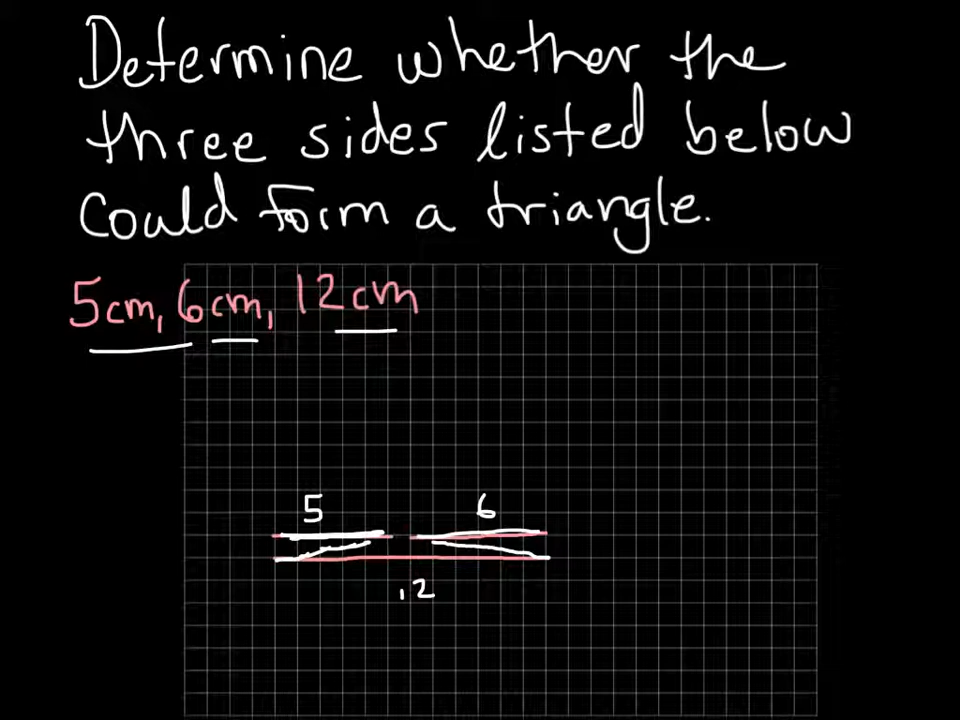 Determine whether the
three sides listed below
could form a triangle.
5cm, 6cm, 12cm
5 6
12